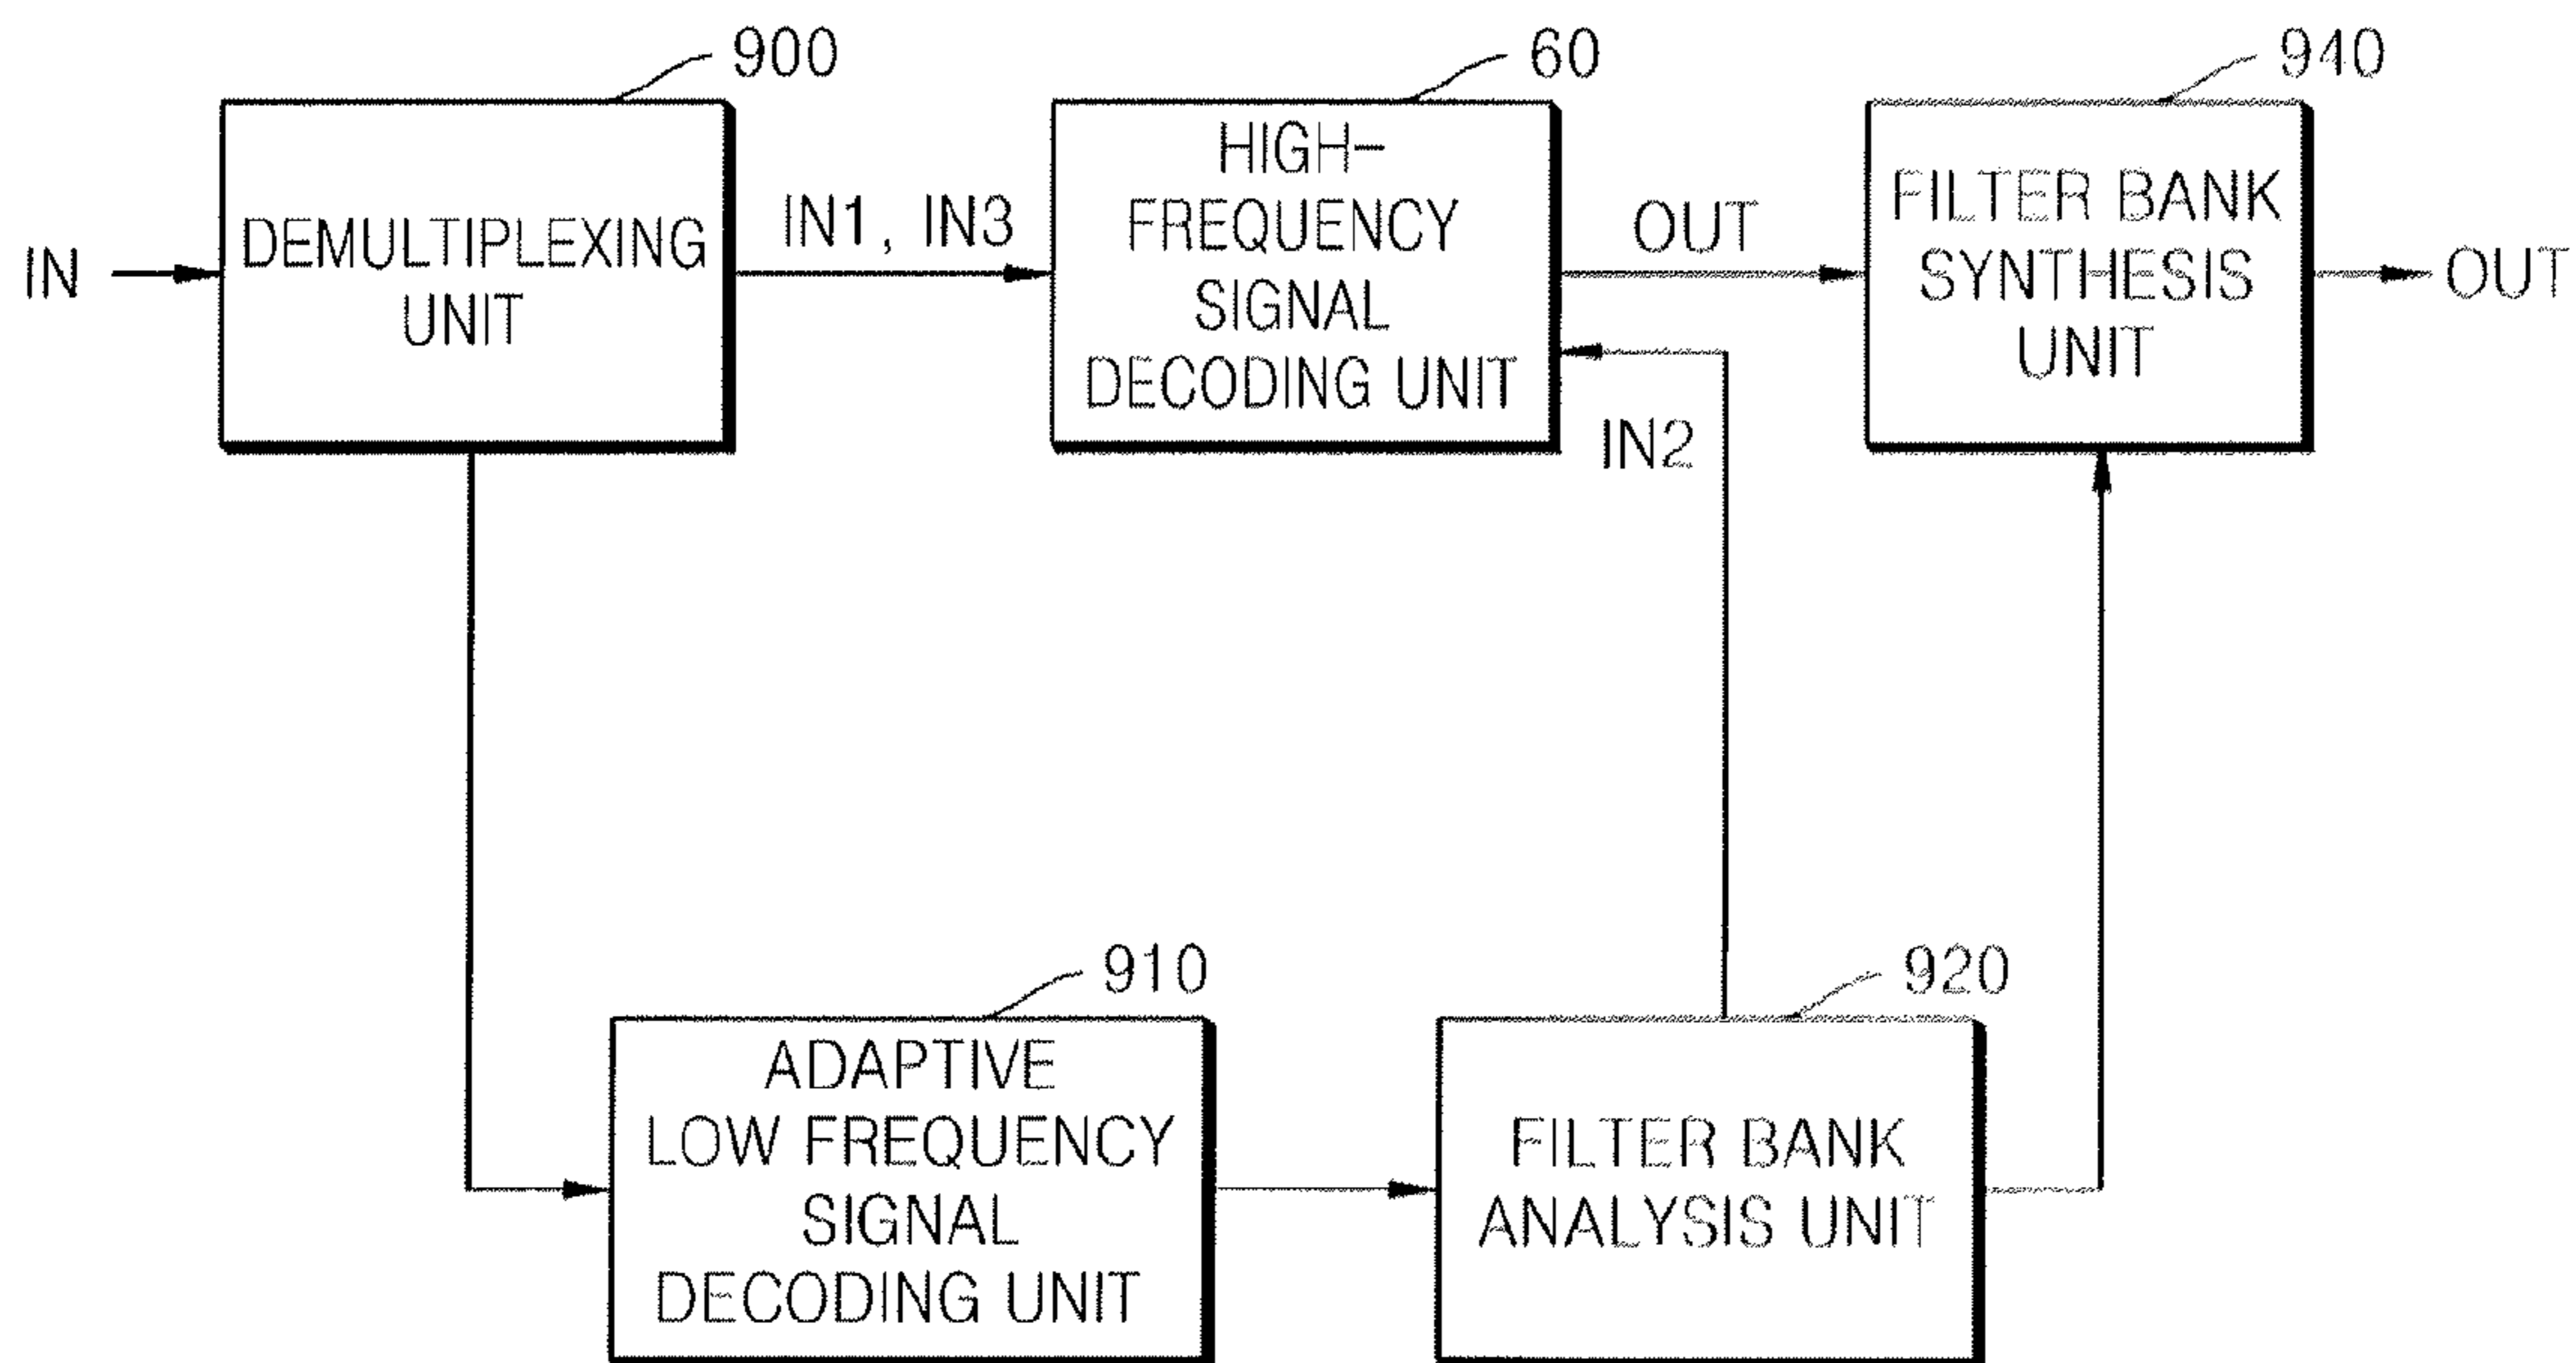 900
60
940
IN
DEMULTIPLEXING
UNIT
IN1, IN3
HIGH-
FREQUENCY
SIGNAL
DECODING UNIT
OUT
IN2
FILTER BANK
SYNTHESIS
UNIT
OUT
910
920
ADAPTIVE
LOW FREQUENCY
SIGNAL
DECODING UNIT
FILTER BANK
ANALYSIS UNIT